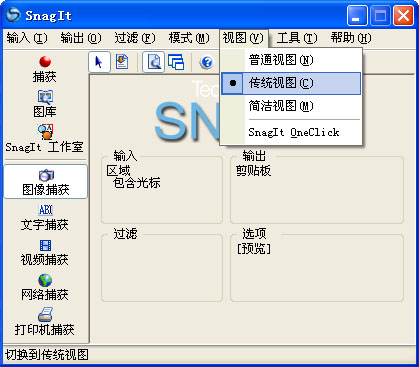 SnagIt
输入(I) 输出(O) 过滤(F) 模式(M) 视图(V) 工具(T) 帮助(H)
普通视图(N)
传统视图(C)
简洁视图(M)
SnagIt OneClick
捕获
图库
SnagIt 工作室
图像捕获
文字捕获
视频捕获
网络捕获
打印机捕获
Tec
SN
输入
区域
包含光标
输出
剪贴板
过滤
选项
[预览]
切换到传统视图